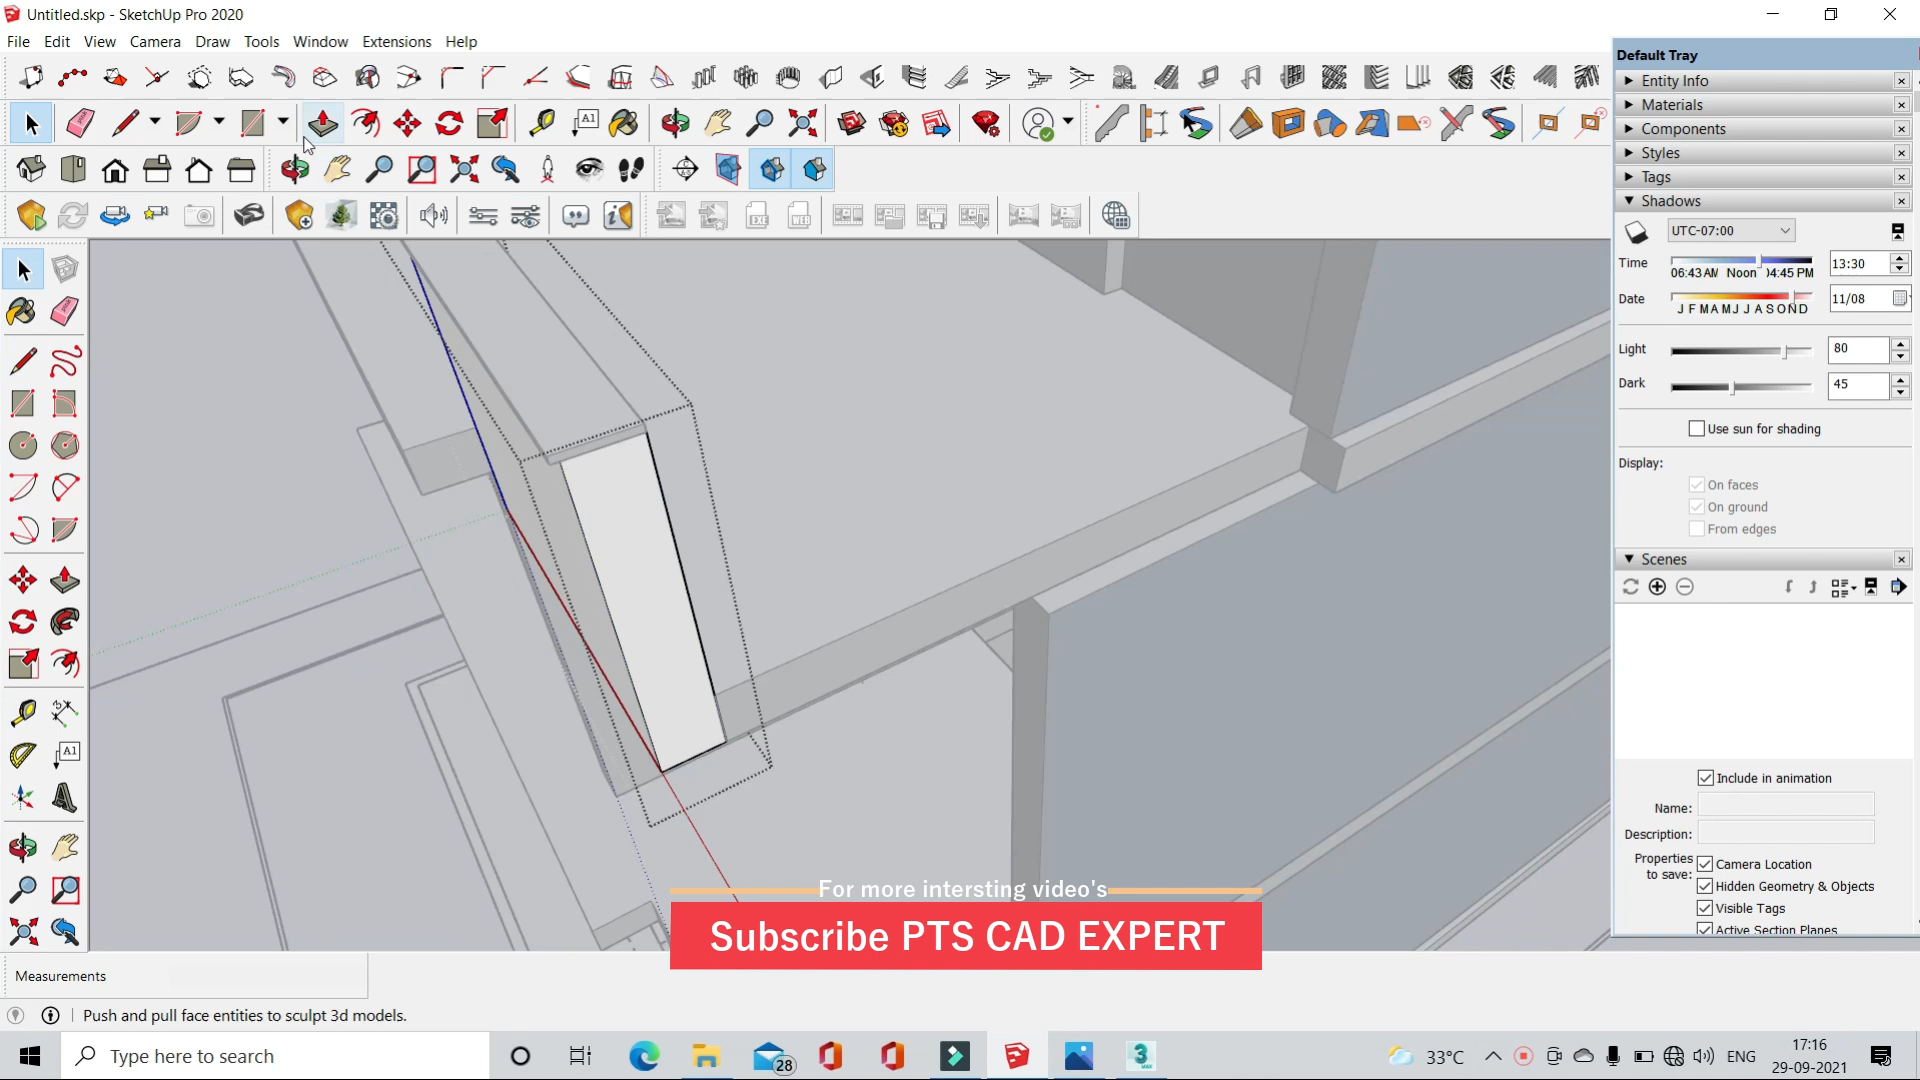 Untitled.skp - SketchUp Pro 2020
File Edit View Camera Draw Tools Window Extensions Help
Default Tray
Entity Info
Materials
Components
Styles
Tags
Shadows
UTC-07:00
Time 06:43 AM Noon 04:45 PM 13:30
Date J F M A M J J A S O N D 11/08
Light 80
Dark 45
Use sun for shading
Display:
On faces
On ground
From edges
Scenes
Include in animation
Name:
Description:
Properties to save:
Camera Location
Hidden Geometry & Objects
Visible Tags
Active Section Planes
For more intersting video's
Subscribe PTS CAD EXPERT
Measurements
Push and pull face entities to sculpt 3d models.
Type here to search
28
33°C
ENG
17:16
29-09-2021